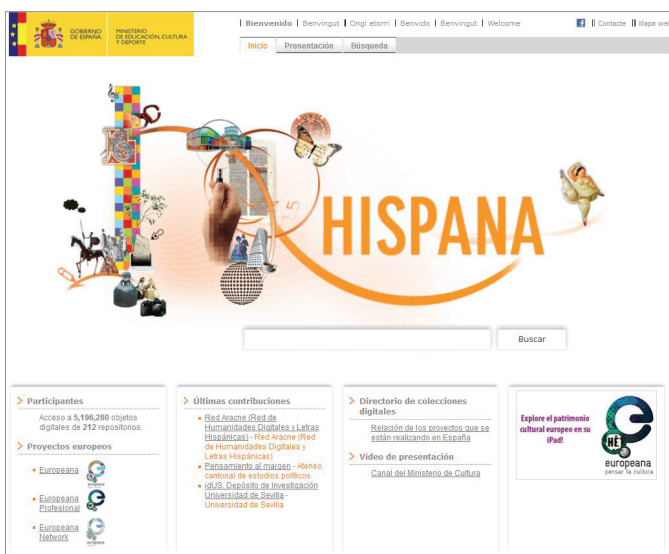 GOBIERNO DE ESPAÑA
MINISTERIO DE EDUCACIÓN, CULTURA Y DEPORTE
| Bienvenido | Benvingut | Ongi etorri | Benvido | Benvingut | Welcome
|| Contacte || Mapa web
Inicio Presentación Búsqueda
15
HISPANA
Buscar
Participantes
Acceso a 5,196,280 objetos
digitales de 212 repositorios.
Proyectos europeos
Europeana
Europeana
Profesional
Europeana
Network
Últimas contribuciones
Red Aracne (Red de
Humanidades Digitales y Letras
Hispánicas) - Red Aracne (Red
de Humanidades Digitales y
Letras Hispánicas)
Pensamiento al margen - Ateneo
cantonal de estudios políticos
idUS. Depósito de Investigación
Universidad de Sevilla -
Universidad de Sevilla
Directorio de colecciones
digitales
Relación de los proyectos que se
están realizando en España
Vídeo de presentación
Canal del Ministerio de Cultura
Explore el patrimonio
cultural europeo en su
iPad!
HÈ
europeana
pensar la cultura